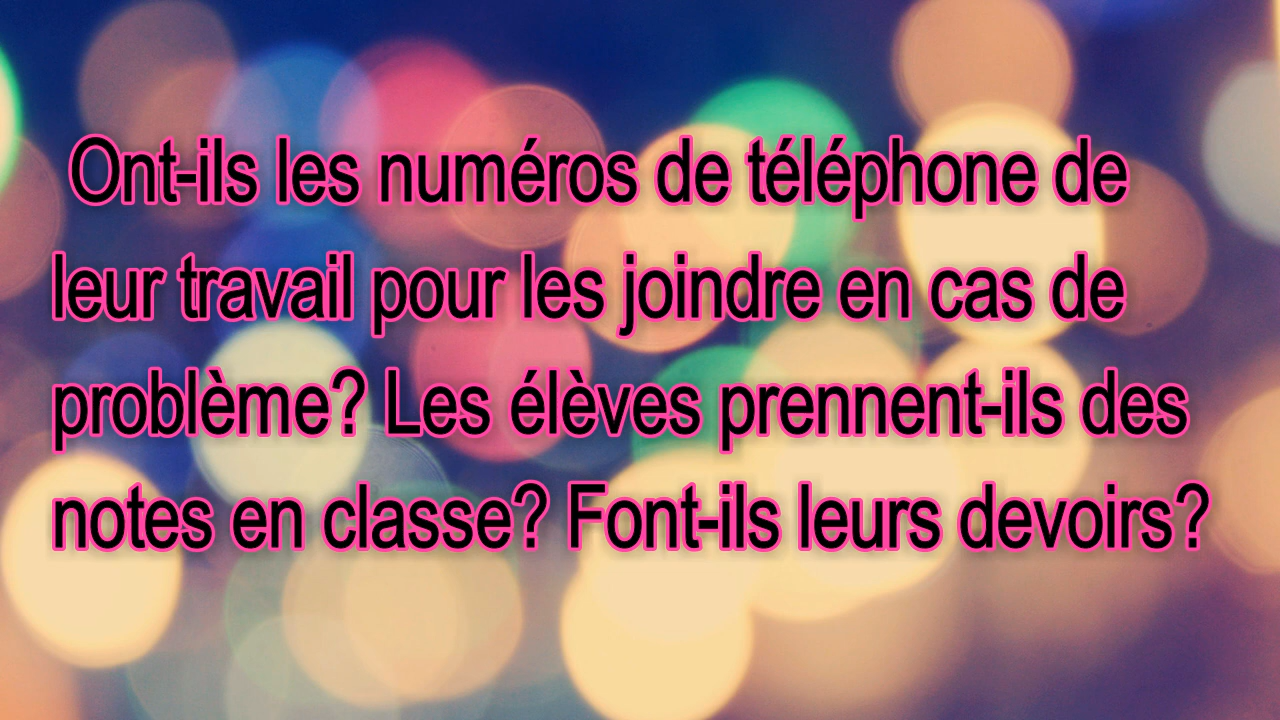 Ont-ils les numéros de téléphone de
leur travail pour les joindre en cas de
problème? Les élèves prennent-ils des
notes en classe? Font-ils leurs devoirs?